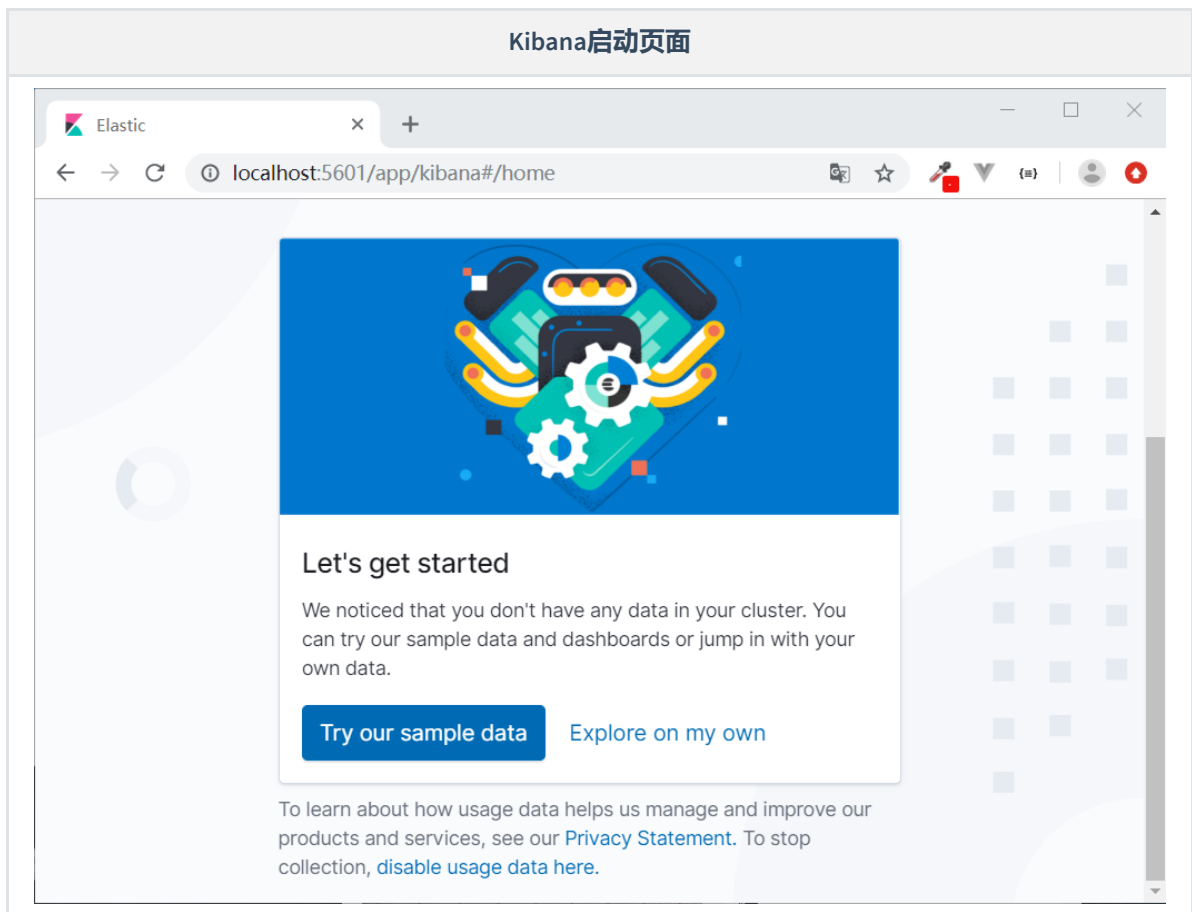 Kibana启动页面
Elastic
localhost:5601/app/kibana#/home
Let's get started
We noticed that you don't have any data in your cluster. You
can try our sample data and dashboards or jump in with your
own data.
Try our sample data
Explore on my own
To learn about how usage data helps us manage and improve our
products and services, see our Privacy Statement. To stop
collection, disable usage data here.